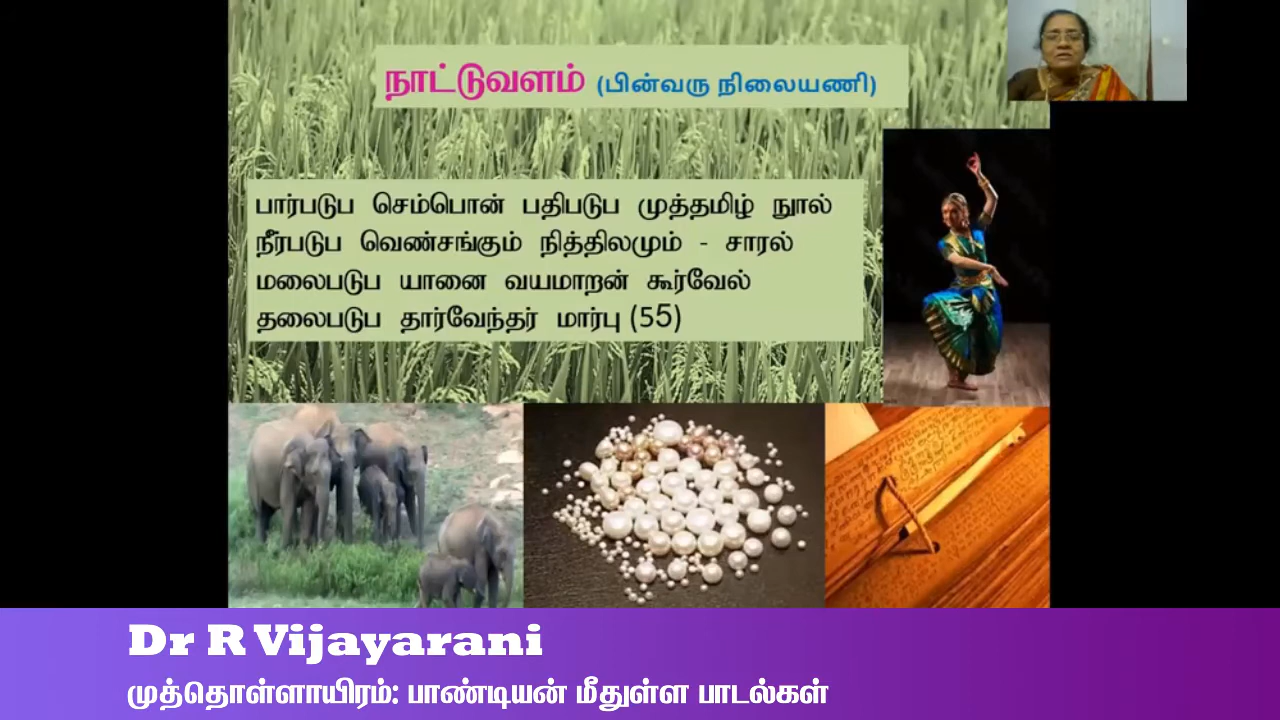 நாட்டுவளம் (பின்வரு நிலையணி)
பார்படுப செம்பொன் பதிபடுப முத்தமிழ் நூல்
நீர்படுப வெண்சங்கும் நித்திலமும் - சாரல்
மலைபடுப யானை வயமாறன் கூர்வேல்
தலைபடுப தார்வேந்தர் மார்பு (55)
Dr R Vijayarani
முத்தொள்ளாயிரம்: பாண்டியன் மீதுள்ள பாடல்கள்